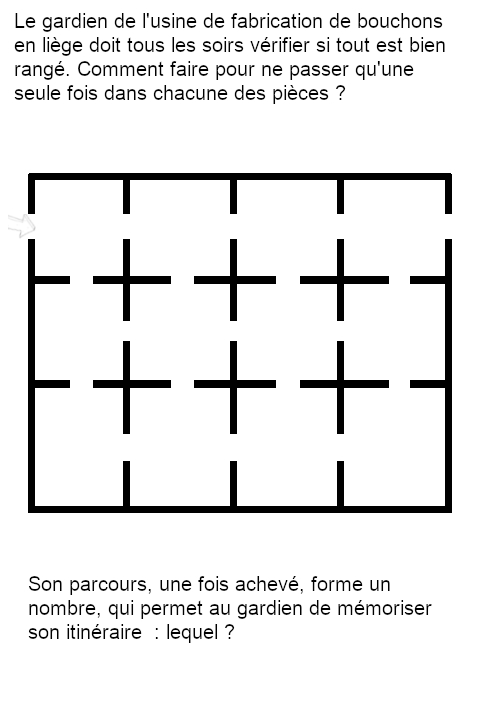 Le gardien de l'usine de fabrication de bouchons
en liège doit tous les soirs vérifier si tout est bien
rangé. Comment faire pour ne passer qu'une
seule fois dans chacune des pièces ?
Son parcours, une fois achevé, forme un
nombre, qui permet au gardien de mémoriser
son itinéraire  : lequel ?